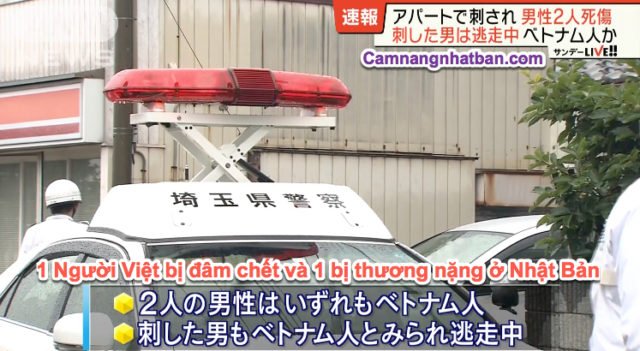 速報
アパートで刺され 男性2人死傷
刺した男は逃走中 ベトナム人か
サンデーLIVE!!
Camnangnhatban.com
NEWS
埼玉県警察
1 Người Việt bị đâm chết và 1 bị thương nặng ở Nhật Bản
2人の男性はいずれもベトナム人
刺した男もベトナム人とみられ逃走中